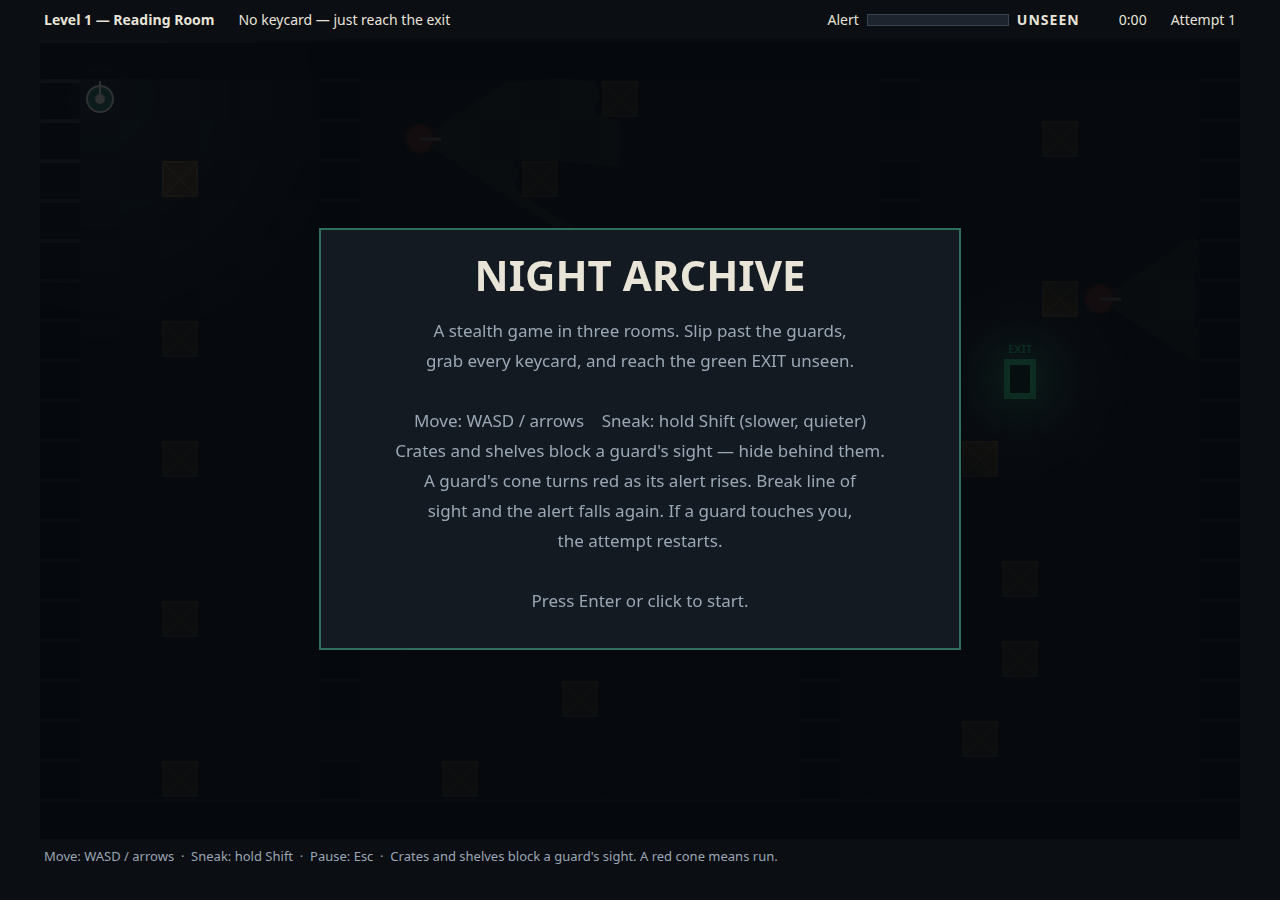 Level 1 — Reading Room No keycard — just reach the exit Alert UNSEEN 0:00 Attempt 1
NIGHT ARCHIVE
A stealth game in three rooms. Slip past the guards,
grab every keycard, and reach the green EXIT unseen.
EXIT
Move: WASD / arrows Sneak: hold Shift (slower, quieter)
Crates and shelves block a guard's sight — hide behind them.
A guard's cone turns red as its alert rises. Break line of
sight and the alert falls again. If a guard touches you,
the attempt restarts.
Press Enter or click to start.
Move: WASD / arrows · Sneak: hold Shift · Pause: Esc · Crates and shelves block a guard's sight. A red cone means run.